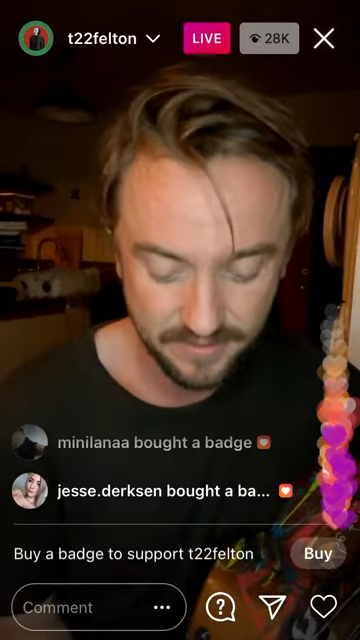 t22felton
LIVE
28K
minilanaa bought a badge
jesse.derksen bought a ba...
Buy a badge to support t22felton
Buy
Comment